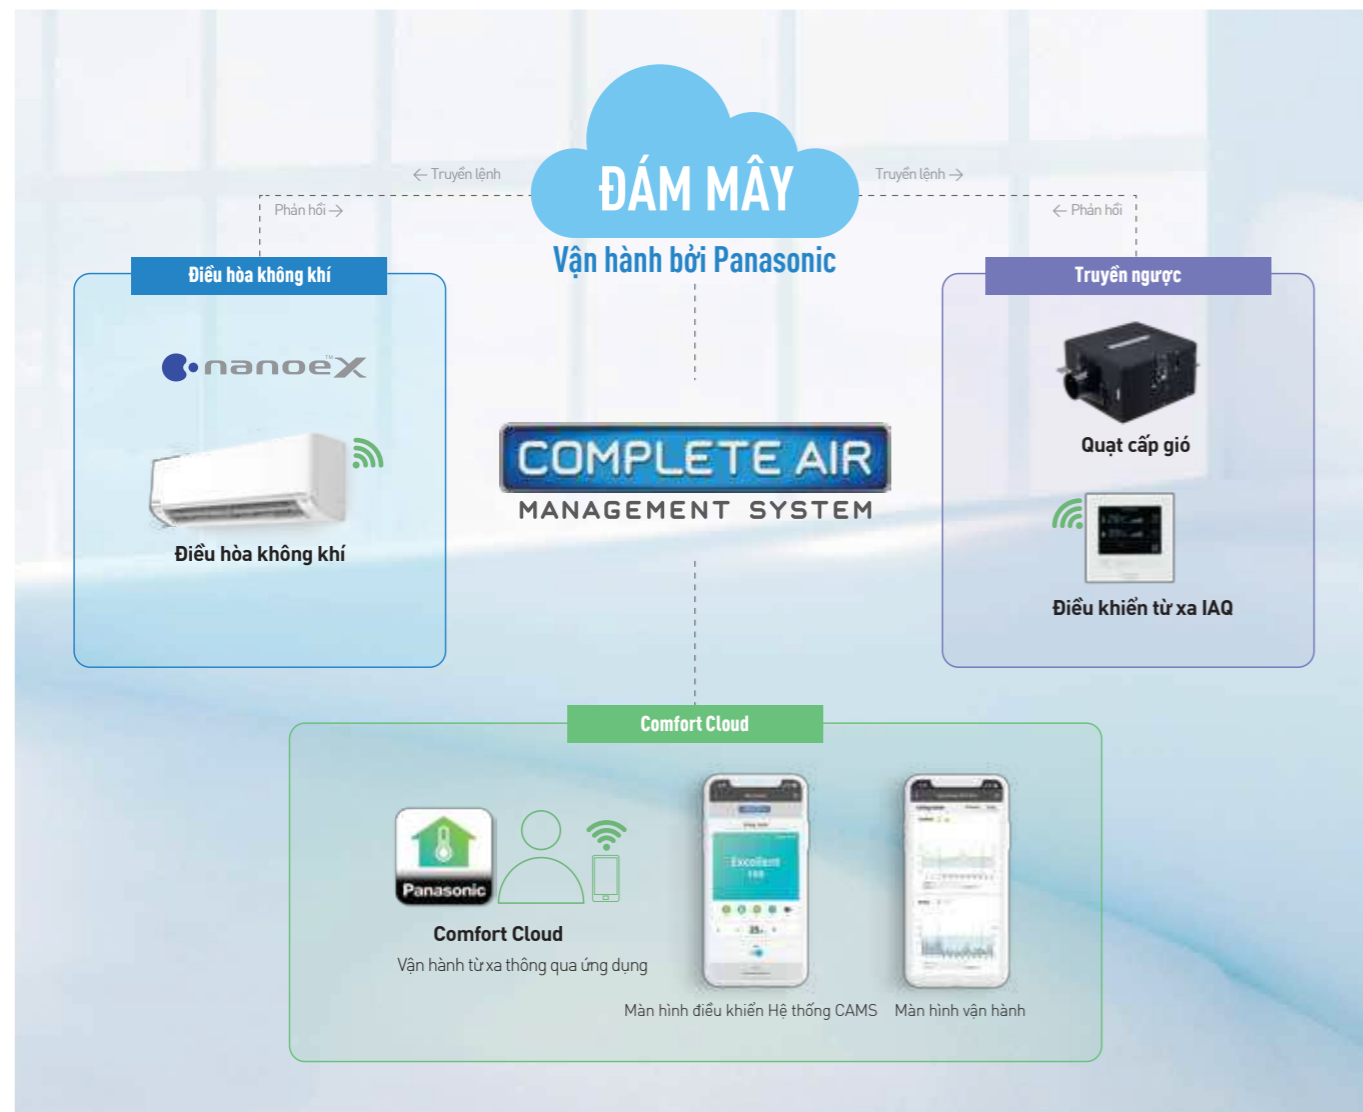 ĐÁM MÂY
← Truyền lệnh
Truyền lệnh →
Phản hồi →
← Phản hồi
Vận hành bởi Panasonic
Điều hòa không khí
nanoe™X
Điều hòa không khí
Truyền ngược
Quạt cấp gió
Điều khiển từ xa IAQ
COMPLETE AIR
MANAGEMENT SYSTEM
Comfort Cloud
Panasonic
Comfort Cloud
Vận hành từ xa thông qua ứng dụng
Excellent
Màn hình điều khiển Hệ thống CAMS
Màn hình vận hành